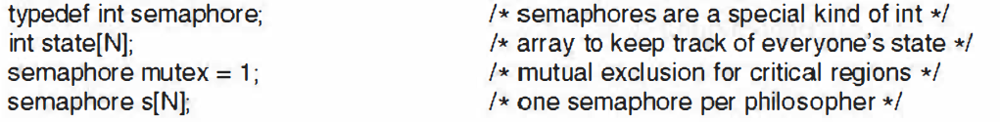 typedef int semaphore; /* semaphores are a special kind of int */
int state[N]; /* array to keep track of everyone's state */
semaphore mutex = 1; /* mutual exclusion for critical regions */
semaphore s[N]; /* one semaphore per philosopher */